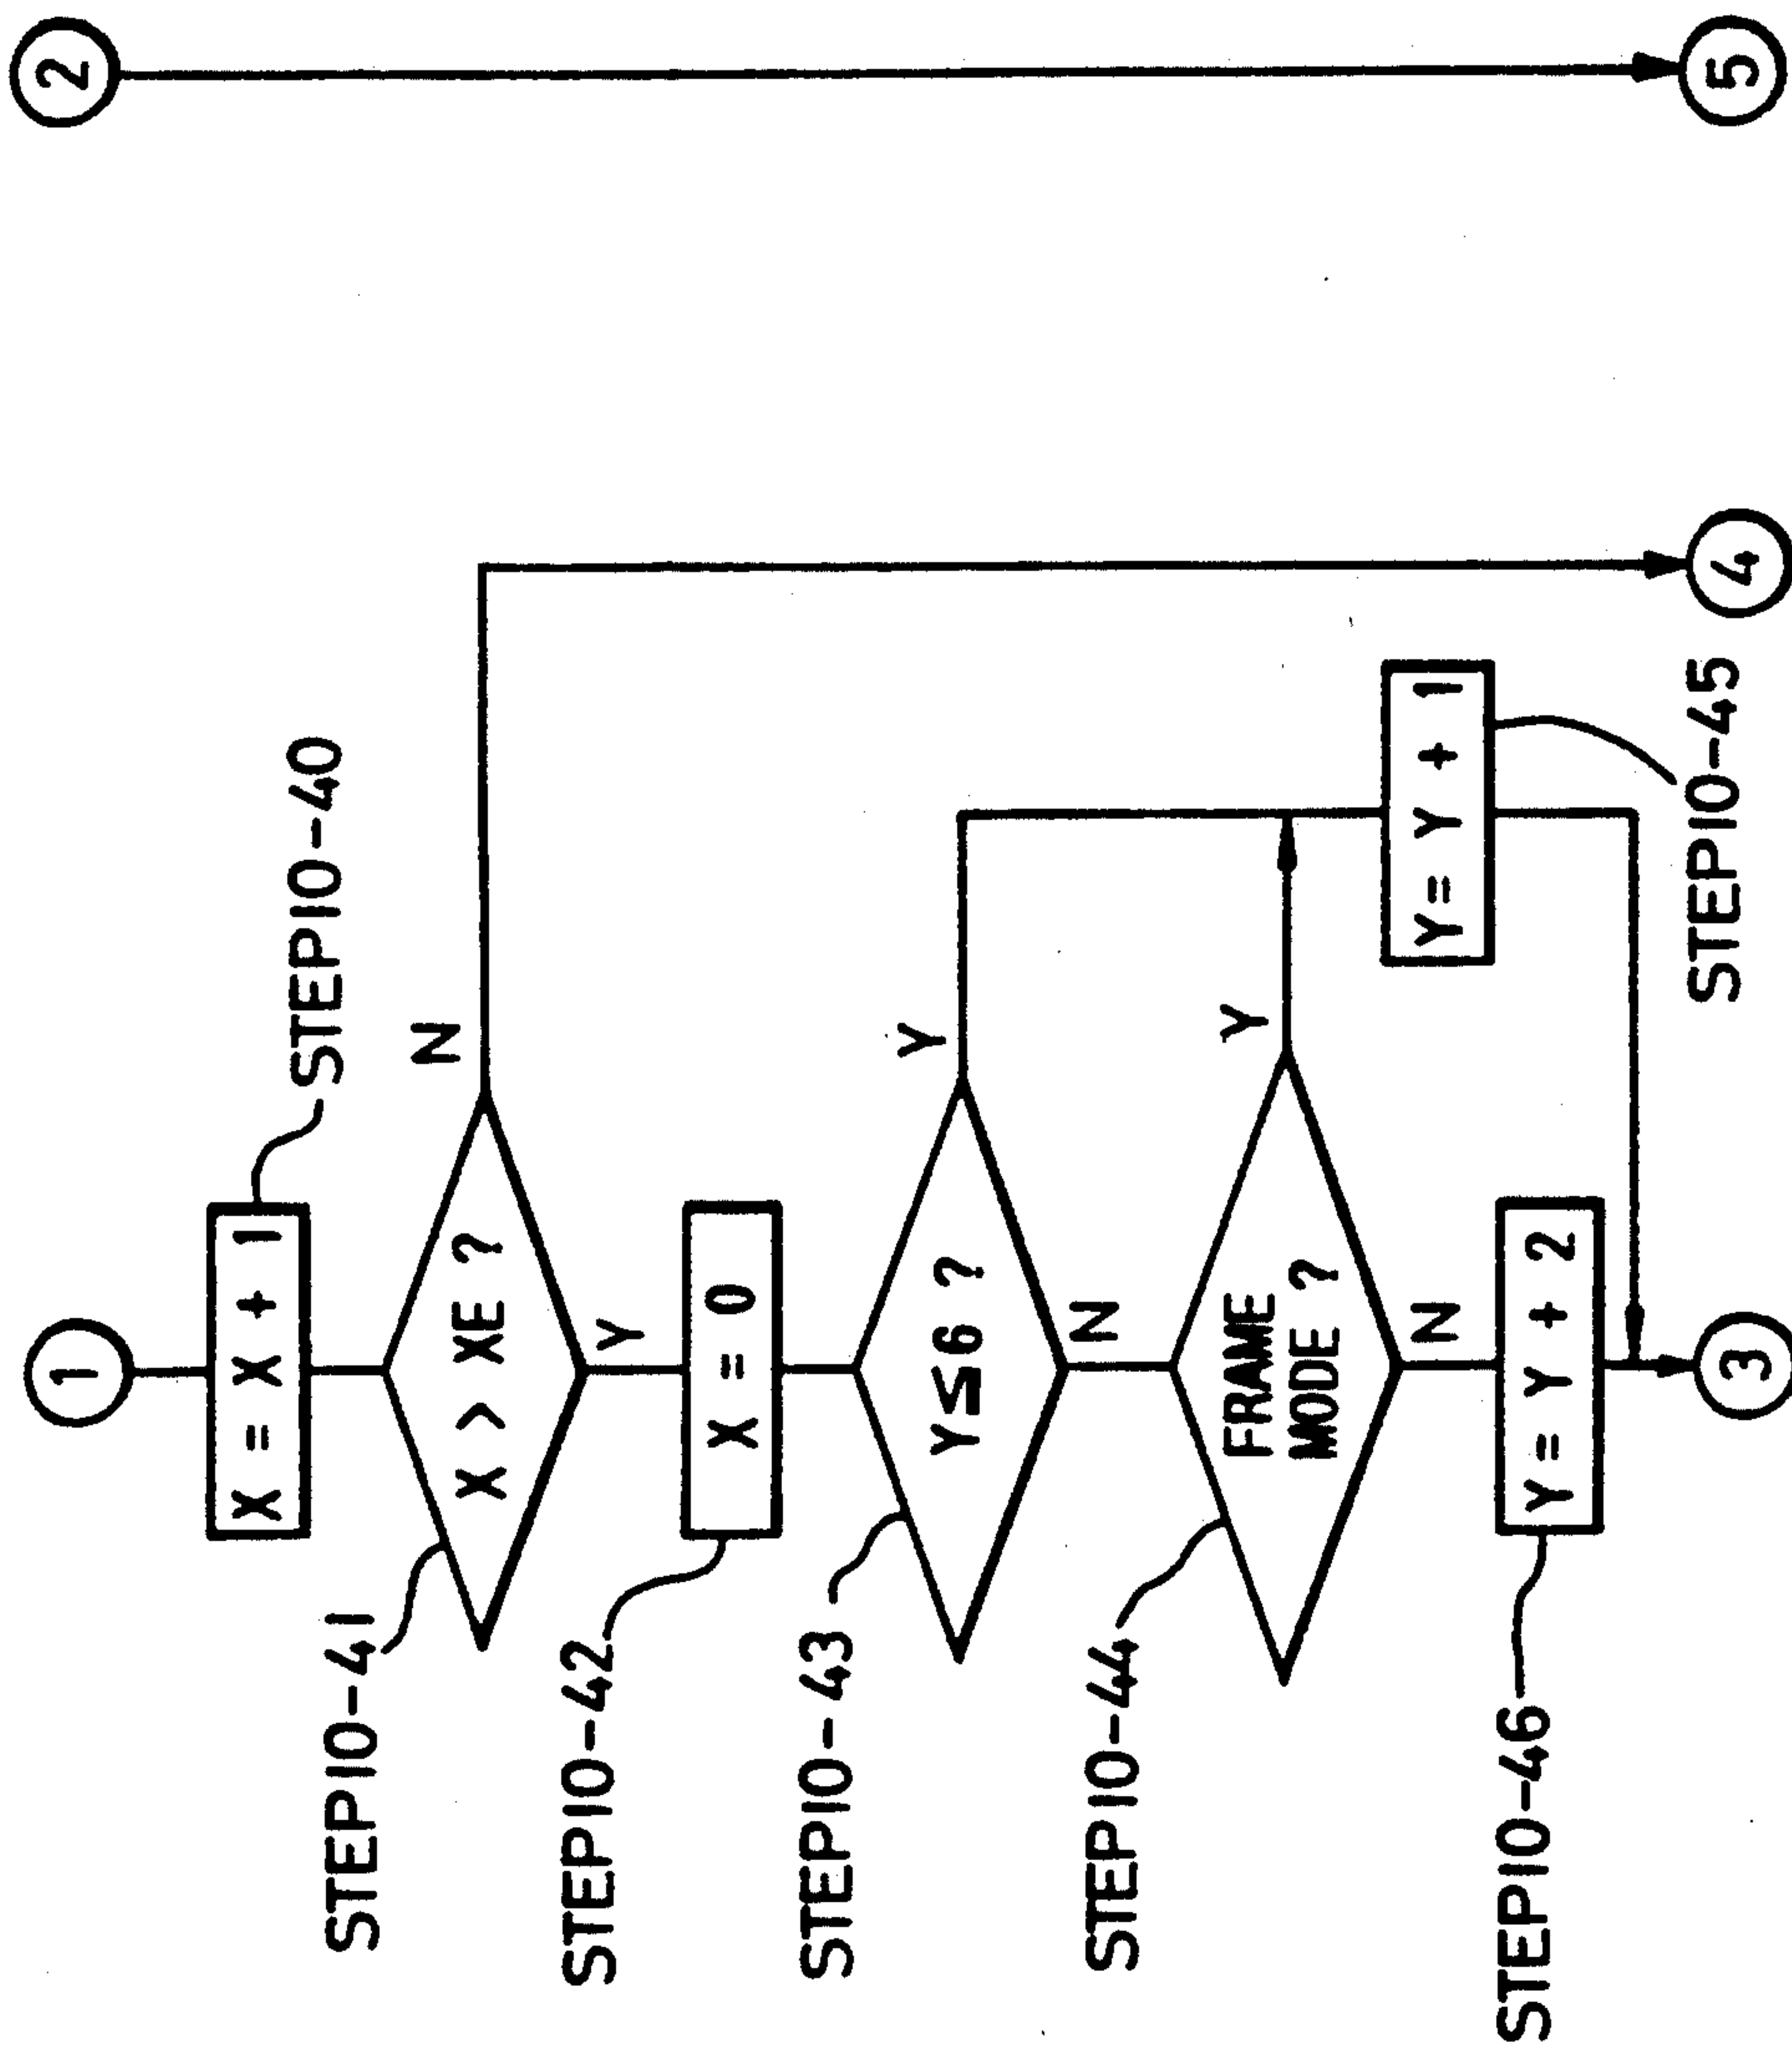 1
2
X = X + 1
STEP10-40
STEP10-41
X > XE ?
N
Y
STEP10-42
X = 0
STEP10-43
Y ≦ 6 ?
Y
N
STEP10-44
FRAME
MODE ?
Y
N
Y = Y + 1
STEP10-45
STEP10-46
Y = Y + 2
3
4
5